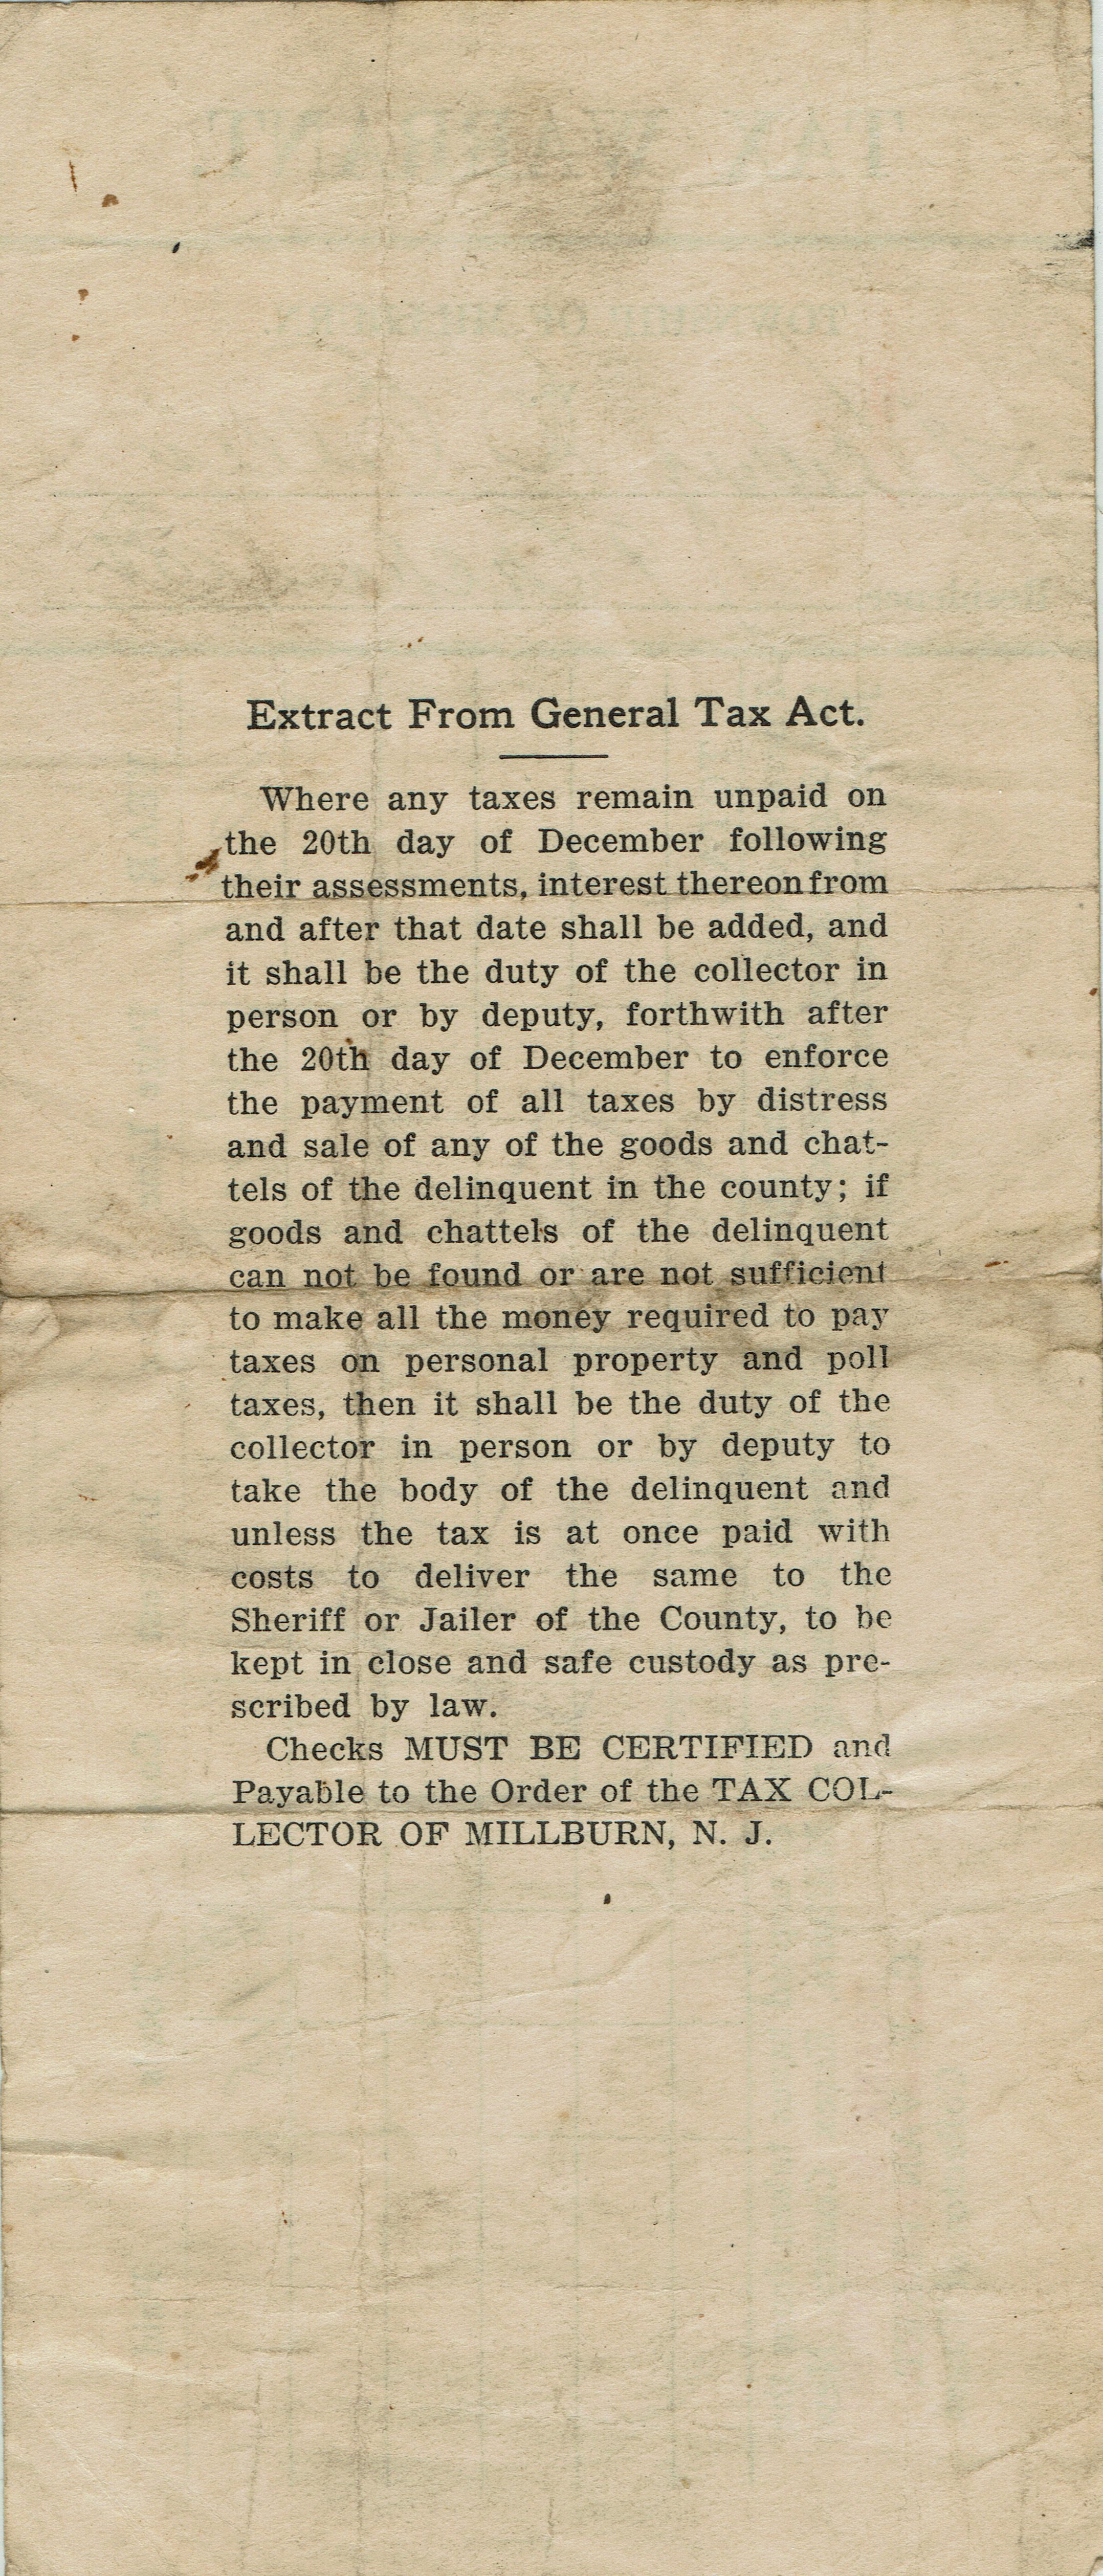 Extract From General Tax Act.
Where any taxes remain unpaid on
the 20th day of December following
their assessments, interest thereon from
and after that date shall be added, and
it shall be the duty of the collector in
person or by deputy, forthwith after
the 20th day of December to enforce
the payment of all taxes by distress
and sale of any of the goods and chat-
tels of the delinquent in the county; if
goods and chattels of the delinquent
can not be found or are not sufficient
to make all the money required to pay
taxes on personal property and poll
taxes, then it shall be the duty of the
collector in person or by deputy to
take the body of the delinquent and
unless the tax is at once paid with
costs to deliver the same to the
Sheriff or Jailer of the County, to be
kept in close and safe custody as pre-
scribed by law.
Checks MUST BE CERTIFIED and
Payable to the Order of the TAX COL-
LECTOR OF MILLBURN, N. J.